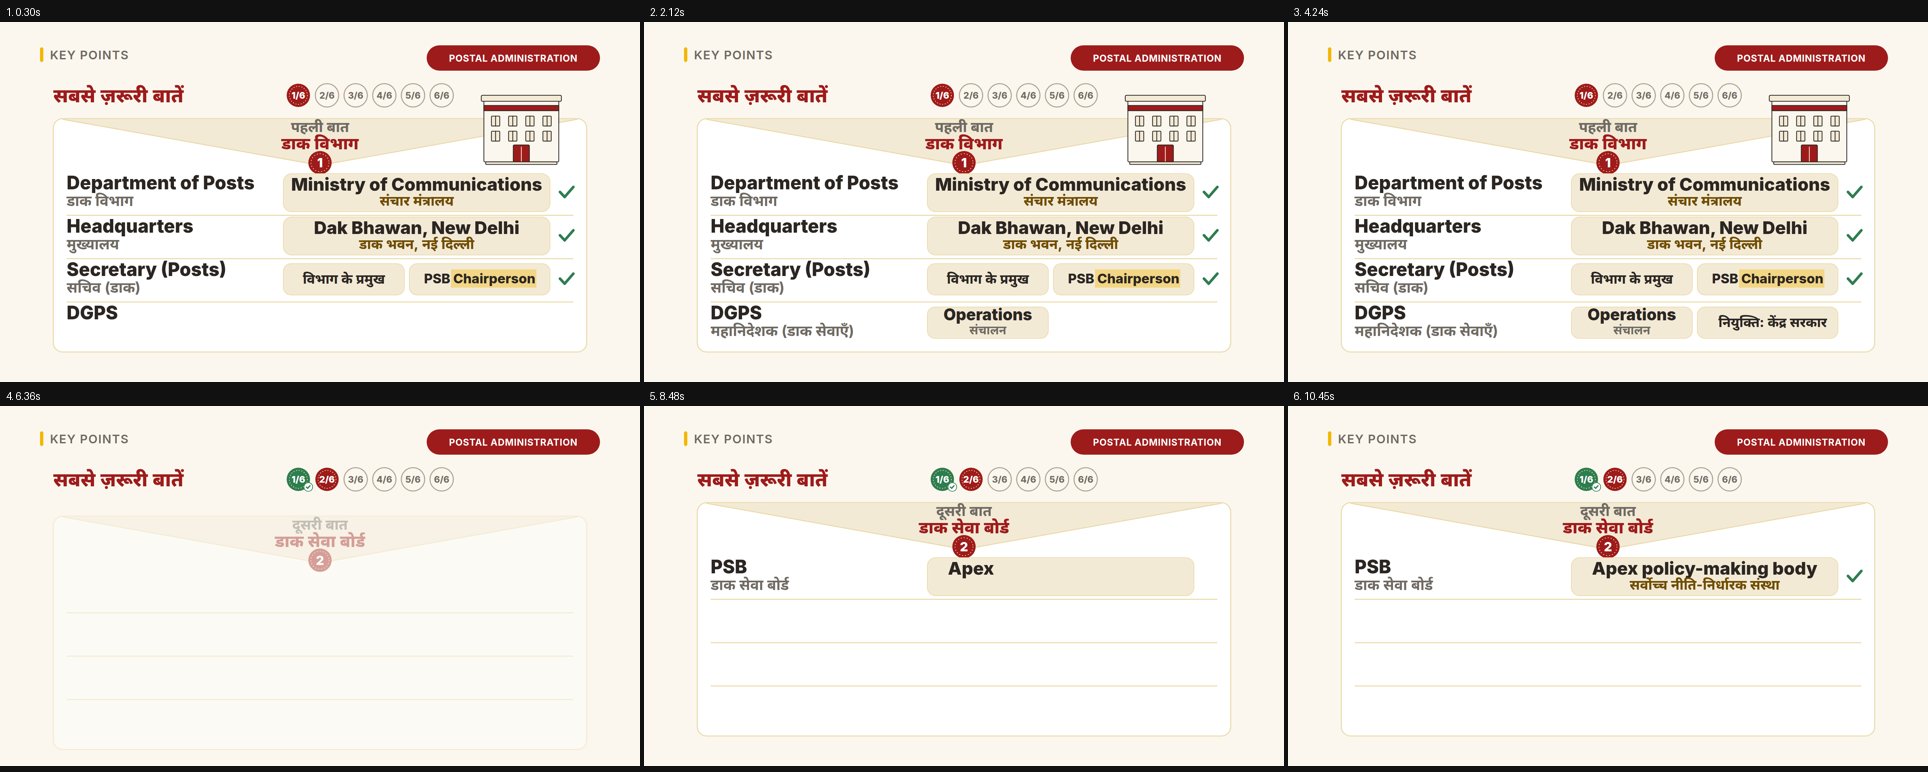 1. 0.30s
KEY POINTS
POSTAL ADMINISTRATION
सबसे ज़रूरी बातें
1/6 2/6 3/6 4/6 5/6 6/6
पहली बात
डाक विभाग
1
Department of Posts
डाक विभाग
Ministry of Communications
संचार मंत्रालय
Headquarters
मुख्यालय
Dak Bhawan, New Delhi
डाक भवन, नई दिल्ली
Secretary (Posts)
सचिव (डाक)
विभाग के प्रमुख
PSB Chairperson
DGPS
2. 2.12s
KEY POINTS
POSTAL ADMINISTRATION
सबसे ज़रूरी बातें
1/6 2/6 3/6 4/6 5/6 6/6
पहली बात
डाक विभाग
1
Department of Posts
डाक विभाग
Ministry of Communications
संचार मंत्रालय
Headquarters
मुख्यालय
Dak Bhawan, New Delhi
डाक भवन, नई दिल्ली
Secretary (Posts)
सचिव (डाक)
विभाग के प्रमुख
PSB Chairperson
DGPS
महानिदेशक (डाक सेवाएँ)
Operations
संचालन
3. 4.24s
KEY POINTS
POSTAL ADMINISTRATION
सबसे ज़रूरी बातें
1/6 2/6 3/6 4/6 5/6 6/6
पहली बात
डाक विभाग
1
Department of Posts
डाक विभाग
Ministry of Communications
संचार मंत्रालय
Headquarters
मुख्यालय
Dak Bhawan, New Delhi
डाक भवन, नई दिल्ली
Secretary (Posts)
सचिव (डाक)
विभाग के प्रमुख
PSB Chairperson
DGPS
महानिदेशक (डाक सेवाएँ)
Operations
संचालन
नियुक्ति: केंद्र सरकार
4. 6.36s
KEY POINTS
POSTAL ADMINISTRATION
सबसे ज़रूरी बातें
1/6 2/6 3/6 4/6 5/6 6/6
दूसरी बात
डाक सेवा बोर्ड
2
5. 8.48s
KEY POINTS
POSTAL ADMINISTRATION
सबसे ज़रूरी बातें
1/6 2/6 3/6 4/6 5/6 6/6
दूसरी बात
डाक सेवा बोर्ड
2
PSB
डाक सेवा बोर्ड
Apex
6. 10.45s
KEY POINTS
POSTAL ADMINISTRATION
सबसे ज़रूरी बातें
1/6 2/6 3/6 4/6 5/6 6/6
दूसरी बात
डाक सेवा बोर्ड
2
PSB
डाक सेवा बोर्ड
Apex policy-making body
सर्वोच्च नीति-निर्धारक संस्था